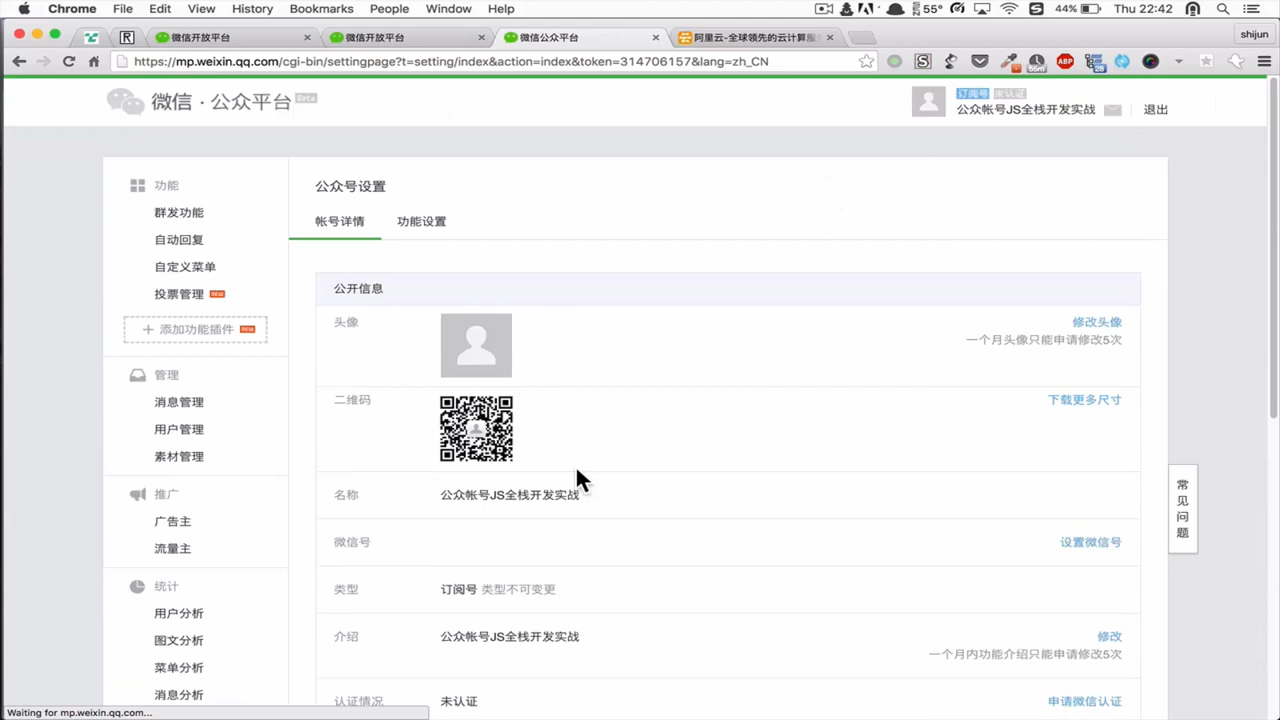 Chrome File Edit View History Bookmarks People Window Help 55° 44% Thu 22:42
微信开放平台 × 微信开放平台 × 微信公众平台 × 阿里云-全球领先的云计算服 × shijun
https://mp.weixin.qq.com/cgi-bin/settingpage?t=setting/index&action=index&token=314706157&lang=zh_CN
微信·公众平台 Beta
订阅号 未认证
公众帐号JS全栈开发实战 退出
功能
群发功能
自动回复
自定义菜单
投票管理 NEW
+ 添加功能插件 NEW
管理
消息管理
用户管理
素材管理
推广
广告主
流量主
统计
用户分析
图文分析
菜单分析
消息分析
公众号设置
帐号详情 功能设置
公开信息
头像 修改头像
一个月头像只能申请修改5次
二维码 下载更多尺寸
名称 公众帐号JS全栈开发实战
微信号 设置微信号
类型 订阅号 类型不可变更
介绍 公众帐号JS全栈开发实战 修改
一个月内功能介绍只能申请修改5次
认证情况 未认证 申请微信认证
常见问题
Waiting for mp.weixin.qq.com...